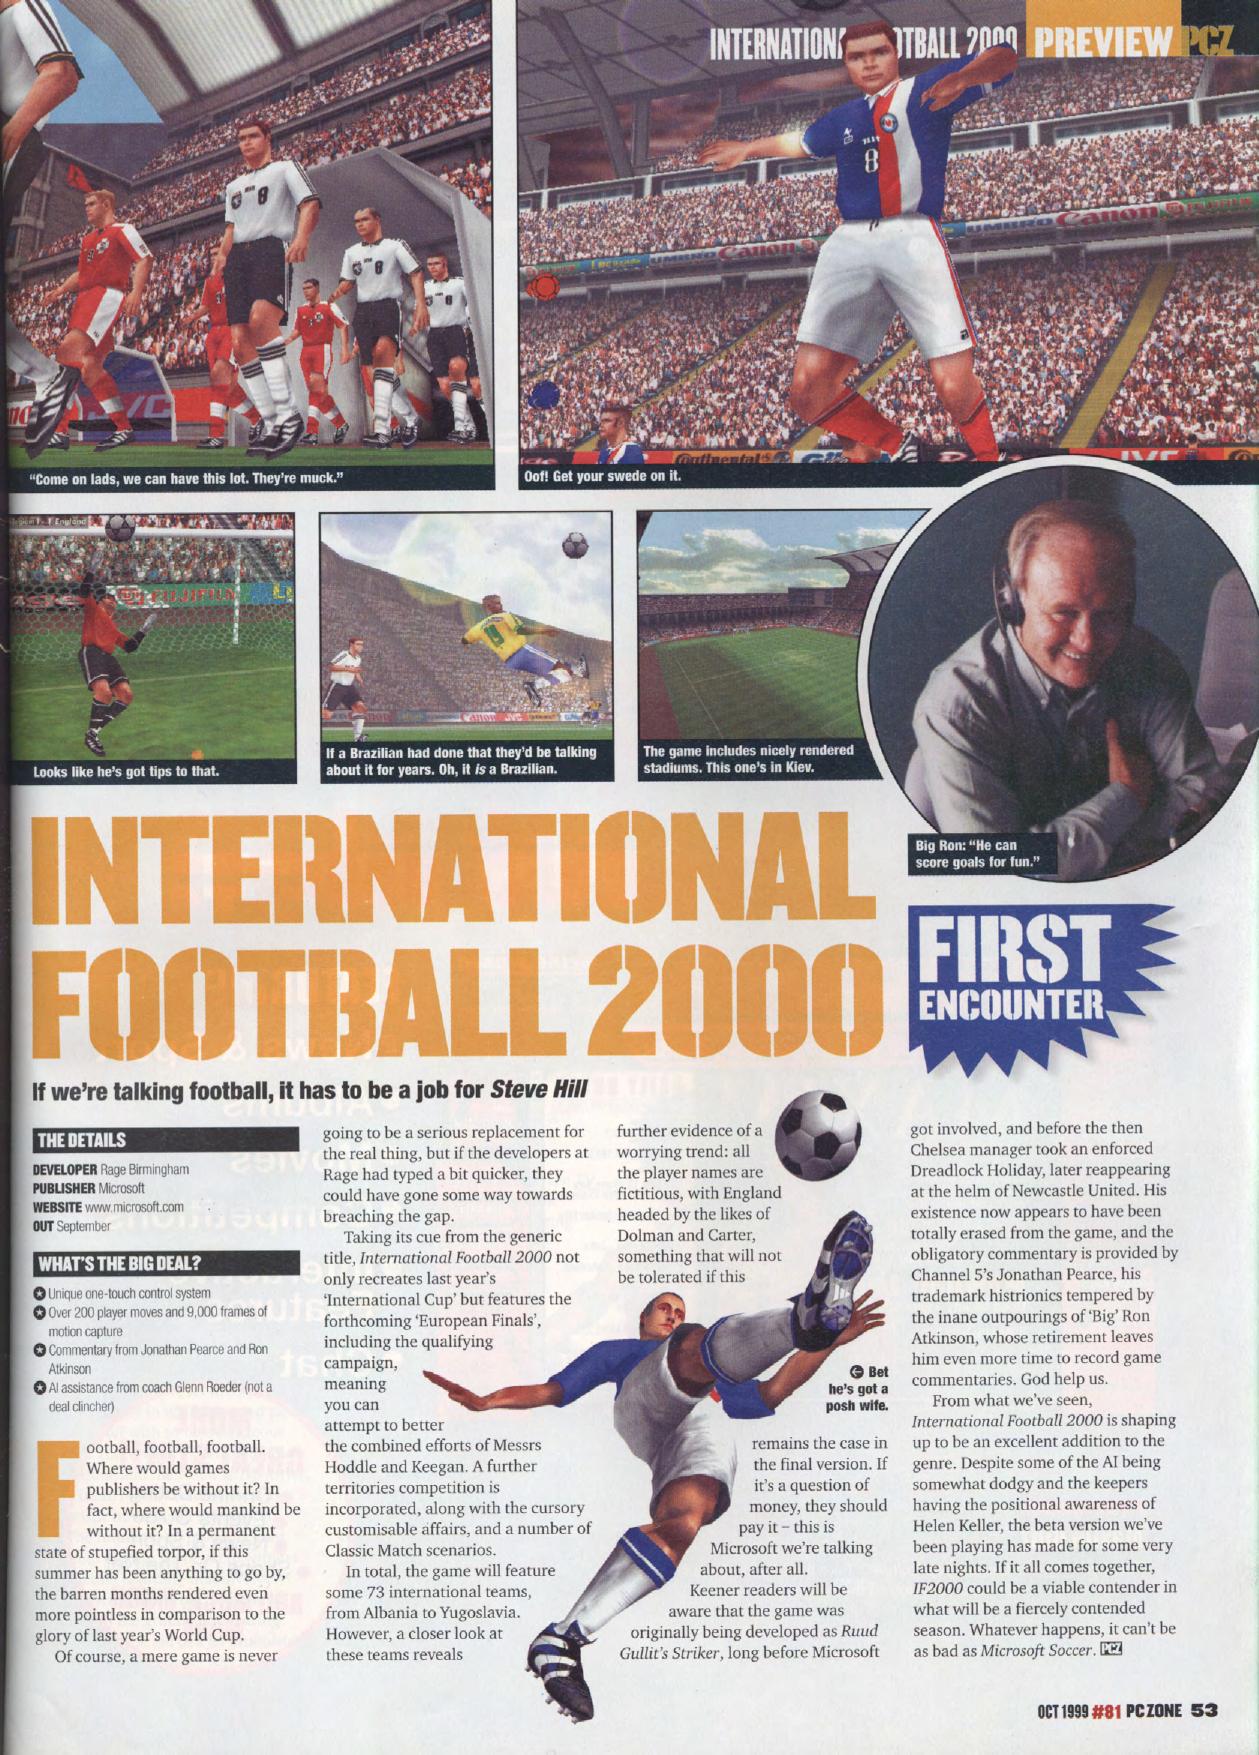 INTERNATIONAL FOOTBALL 2000 PREVIEW PCZ
"Come on lads, we can have this lot. They're muck."
Oof! Get your swede on it.
Looks like he's got tips to that.
If a Brazilian had done that they'd be talking
about it for years. Oh, it is a Brazilian.
The game includes nicely rendered
stadiums. This one's in Kiev.
Big Ron: "He can
score goals for fun."
INTERNATIONAL
FOOTBALL 2000
FIRST
ENCOUNTER
If we're talking football, it has to be a job for Steve Hill
THE DETAILS
DEVELOPER Rage Birmingham
PUBLISHER Microsoft
WEBSITE www.microsoft.com
OUT September
WHAT'S THE BIG DEAL?
Unique one-touch control system
Over 200 player moves and 9,000 frames of
motion capture
Commentary from Jonathan Pearce and Ron
Atkinson
AI assistance from coach Glenn Roeder (not a
deal clincher)
Football, football, football.
Where would games
publishers be without it? In
fact, where would mankind be
without it? In a permanent
state of stupefied torpor, if this
summer has been anything to go by,
the barren months rendered even
more pointless in comparison to the
glory of last year's World Cup.
Of course, a mere game is never
going to be a serious replacement for
the real thing, but if the developers at
Rage had typed a bit quicker, they
could have gone some way towards
breaching the gap.
Taking its cue from the generic
title, International Football 2000 not
only recreates last year's
'International Cup' but features the
forthcoming 'European Finals',
including the qualifying
campaign,
meaning
you can
attempt to better
the combined efforts of Messrs
Hoddle and Keegan. A further
territories competition is
incorporated, along with the cursory
customisable affairs, and a number of
Classic Match scenarios.
In total, the game will feature
some 73 international teams,
from Albania to Yugoslavia.
However, a closer look at
these teams reveals
further evidence of a
worrying trend: all
the player names are
fictitious, with England
headed by the likes of
Dolman and Carter,
something that will not
be tolerated if this
Bet
he's got a
posh wife.
remains the case in
the final version. If
it's a question of
money, they should
pay it – this is
Microsoft we're talking
about, after all.
Keener readers will be
aware that the game was
originally being developed as Ruud
Gullit's Striker, long before Microsoft
got involved, and before the then
Chelsea manager took an enforced
Dreadlock Holiday, later reappearing
at the helm of Newcastle United. His
existence now appears to have been
totally erased from the game, and the
obligatory commentary is provided by
Channel 5's Jonathan Pearce, his
trademark histrionics tempered by
the inane outpourings of 'Big' Ron
Atkinson, whose retirement leaves
him even more time to record game
commentaries. God help us.
From what we've seen,
International Football 2000 is shaping
up to be an excellent addition to the
genre. Despite some of the AI being
somewhat dodgy and the keepers
having the positional awareness of
Helen Keller, the beta version we've
been playing has made for some very
late nights. If it all comes together,
IF2000 could be a viable contender in
what will be a fiercely contended
season. Whatever happens, it can't be
as bad as Microsoft Soccer. PCZ
OCT 1999 #81 PC ZONE 53